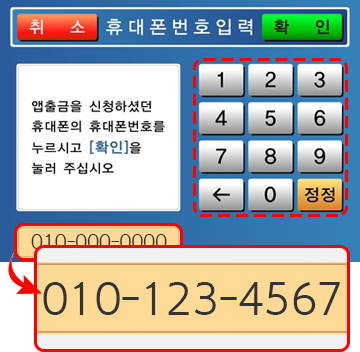 취 소 휴대폰번호입력 확 인
앱출금을 신청하셨던
휴대폰의 휴대폰번호를
누르시고 [확인]을
눌러 주십시오
1 2 3
4 5 6
7 8 9
← 0 정정
010-000-0000
010-123-4567